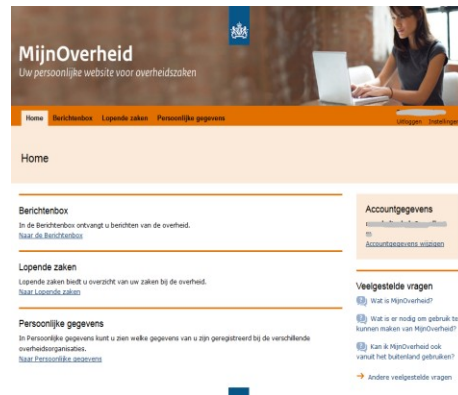 MijnOverheid
Uw persoonlijke website voor overheidszaken
Home Berichtenbox Lopende zaken Persoonlijke gegevens
Uitloggen Instellingen
Home
Berichtenbox
In de Berichtenbox ontvangt u berichten van de overheid.
Naar de Berichtenbox
Lopende zaken
Lopende zaken biedt u overzicht van uw zaken bij de overheid.
Naar Lopende zaken
Persoonlijke gegevens
In Persoonlijke gegevens kunt u zien welke gegevens van u zijn geregistreerd bij de verschillende
overheidsorganisaties.
Naar Persoonlijke gegevens
Accountgegevens
m
Accountgegevens wijzigen
Veelgestelde vragen
Wat is MijnOverheid?
Wat is er nodig om gebruik te
kunnen maken van MijnOverheid?
Kan ik MijnOverheid ook
vanuit het buitenland gebruiken?
Andere veelgestelde vragen